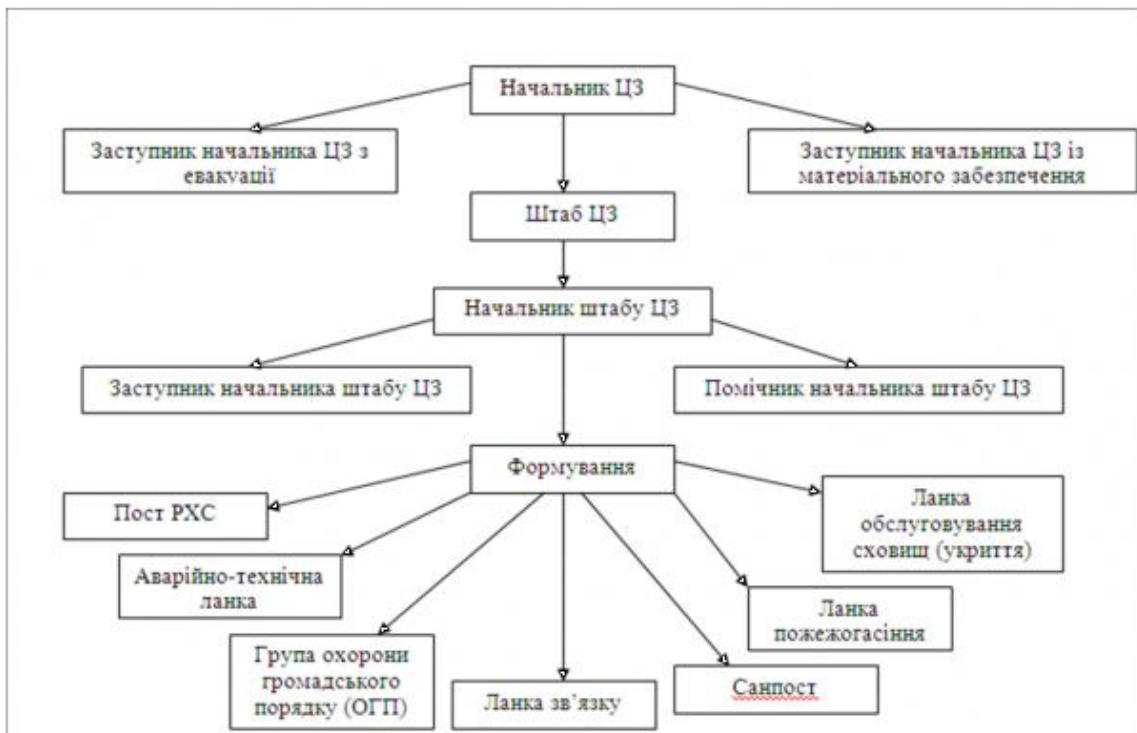 Начальник ЦЗ
Заступник начальника ЦЗ з
евакуації
Заступник начальника ЦЗ із
матеріального забезпечення
Штаб ЦЗ
Начальник штабу ЦЗ
Заступник начальника штабу ЦЗ
Помічник начальника штабу ЦЗ
Формування
Пост РХС
Ланка
обслуговування
сховищ (укриття)
Аварійно-технічна
ланка
Ланка
пожежогасіння
Група охорони
громадського
порядку (ОГП)
Ланка зв’язку
Санпост